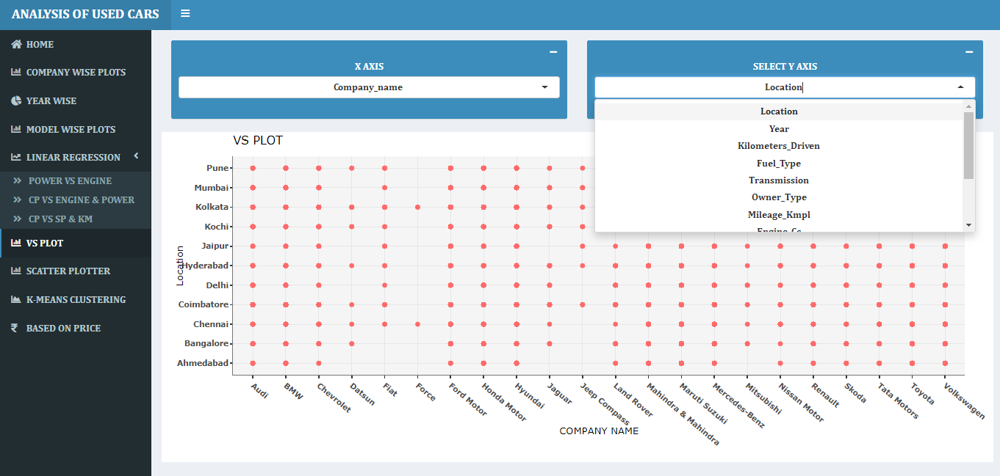 ANALYSIS OF USED CARS
HOME
COMPANY WISE PLOTS
YEAR WISE
MODEL WISE PLOTS
LINEAR REGRESSION
POWER VS ENGINE
CP VS ENGINE & POWER
CP VS SP & KM
VS PLOT
SCATTER PLOTTER
K-MEANS CLUSTERING
BASED ON PRICE
X AXIS
Company_name
SELECT Y AXIS
Location
Location
Year
Kilometers_Driven
Fuel_Type
Transmission
Owner_Type
Mileage_Kmpl
Engine_Cc
VS PLOT
Location
Pune
Mumbai
Kolkata
Kochi
Jaipur
Hyderabad
Delhi
Coimbatore
Chennai
Bangalore
Ahmedabad
Audi
BMW
Chevrolet
Datsun
Fiat
Force
Ford Motor
Honda Motor
Hyundai
Jaguar
Jeep Compass
Land Rover
Mahindra & Mahindra
Maruti Suzuki
Mercedes-Benz
Mitsubishi
Nissan Motor
Renault
Skoda
Tata Motors
Toyota
Volkswagen
COMPANY NAME